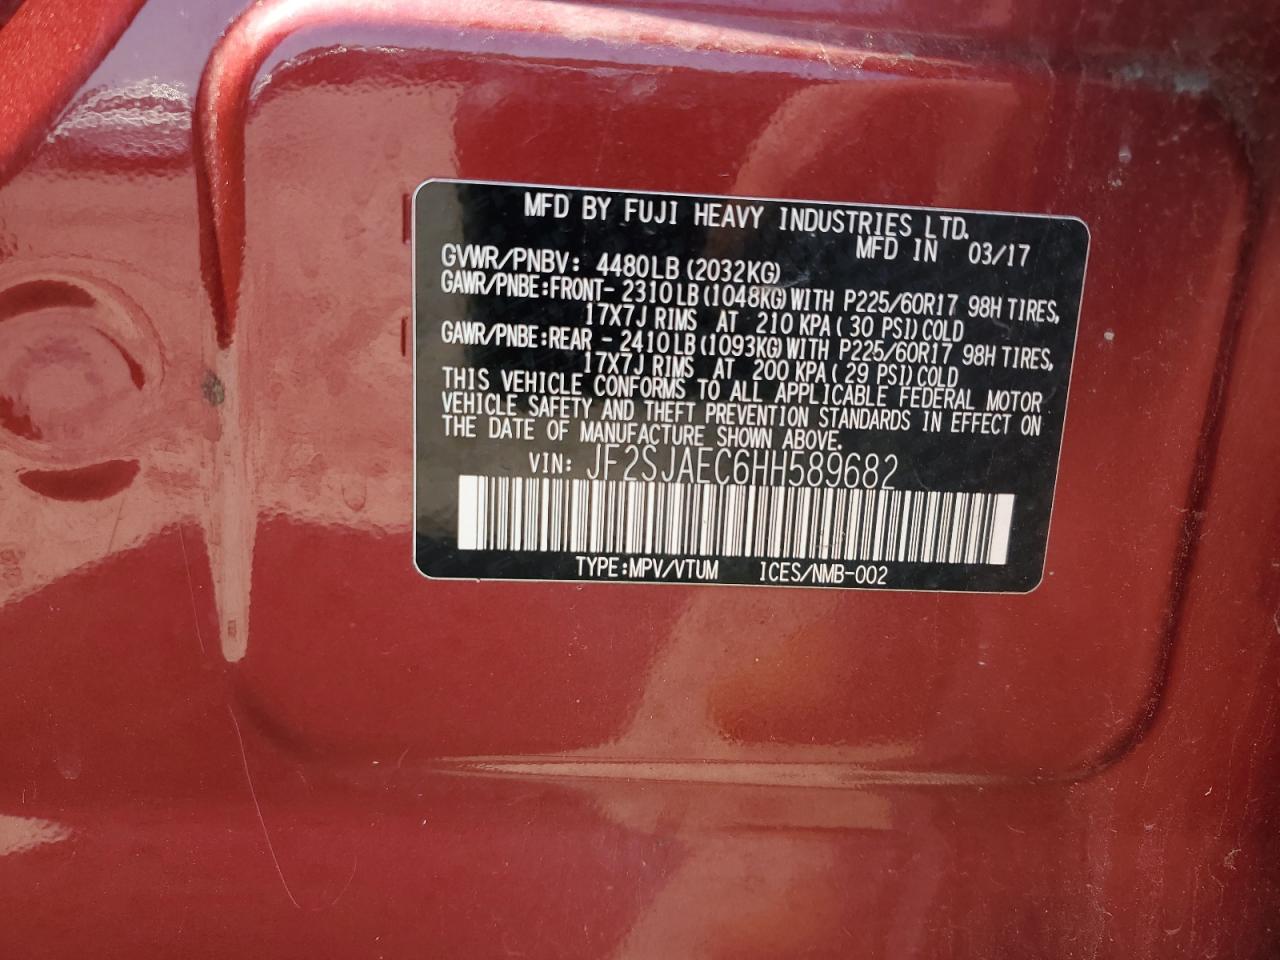 MFD BY FUJI HEAVY INDUSTRIES LTD.
MFD IN 03/17
GVWR/PNBV: 4480LB (2032KG)
GAWR/PNBE:FRONT- 2310LB (1048KG) WITH P225/60R17 98H TIRES,
17X7J RIMS AT 210 KPA ( 30 PSI) COLD
GAWR/PNBE:REAR - 2410LB (1093KG) WITH P225/60R17 98H TIRES,
17X7J RIMS AT 200 KPA ( 29 PSI) COLD
THIS VEHICLE CONFORMS TO ALL APPLICABLE FEDERAL MOTOR
VEHICLE SAFETY AND THEFT PREVENTION STANDARDS IN EFFECT ON
THE DATE OF MANUFACTURE SHOWN ABOVE.
VIN: JF2SJAEC6HH589682
TYPE:MPV/VTUM ICES/NMB-002